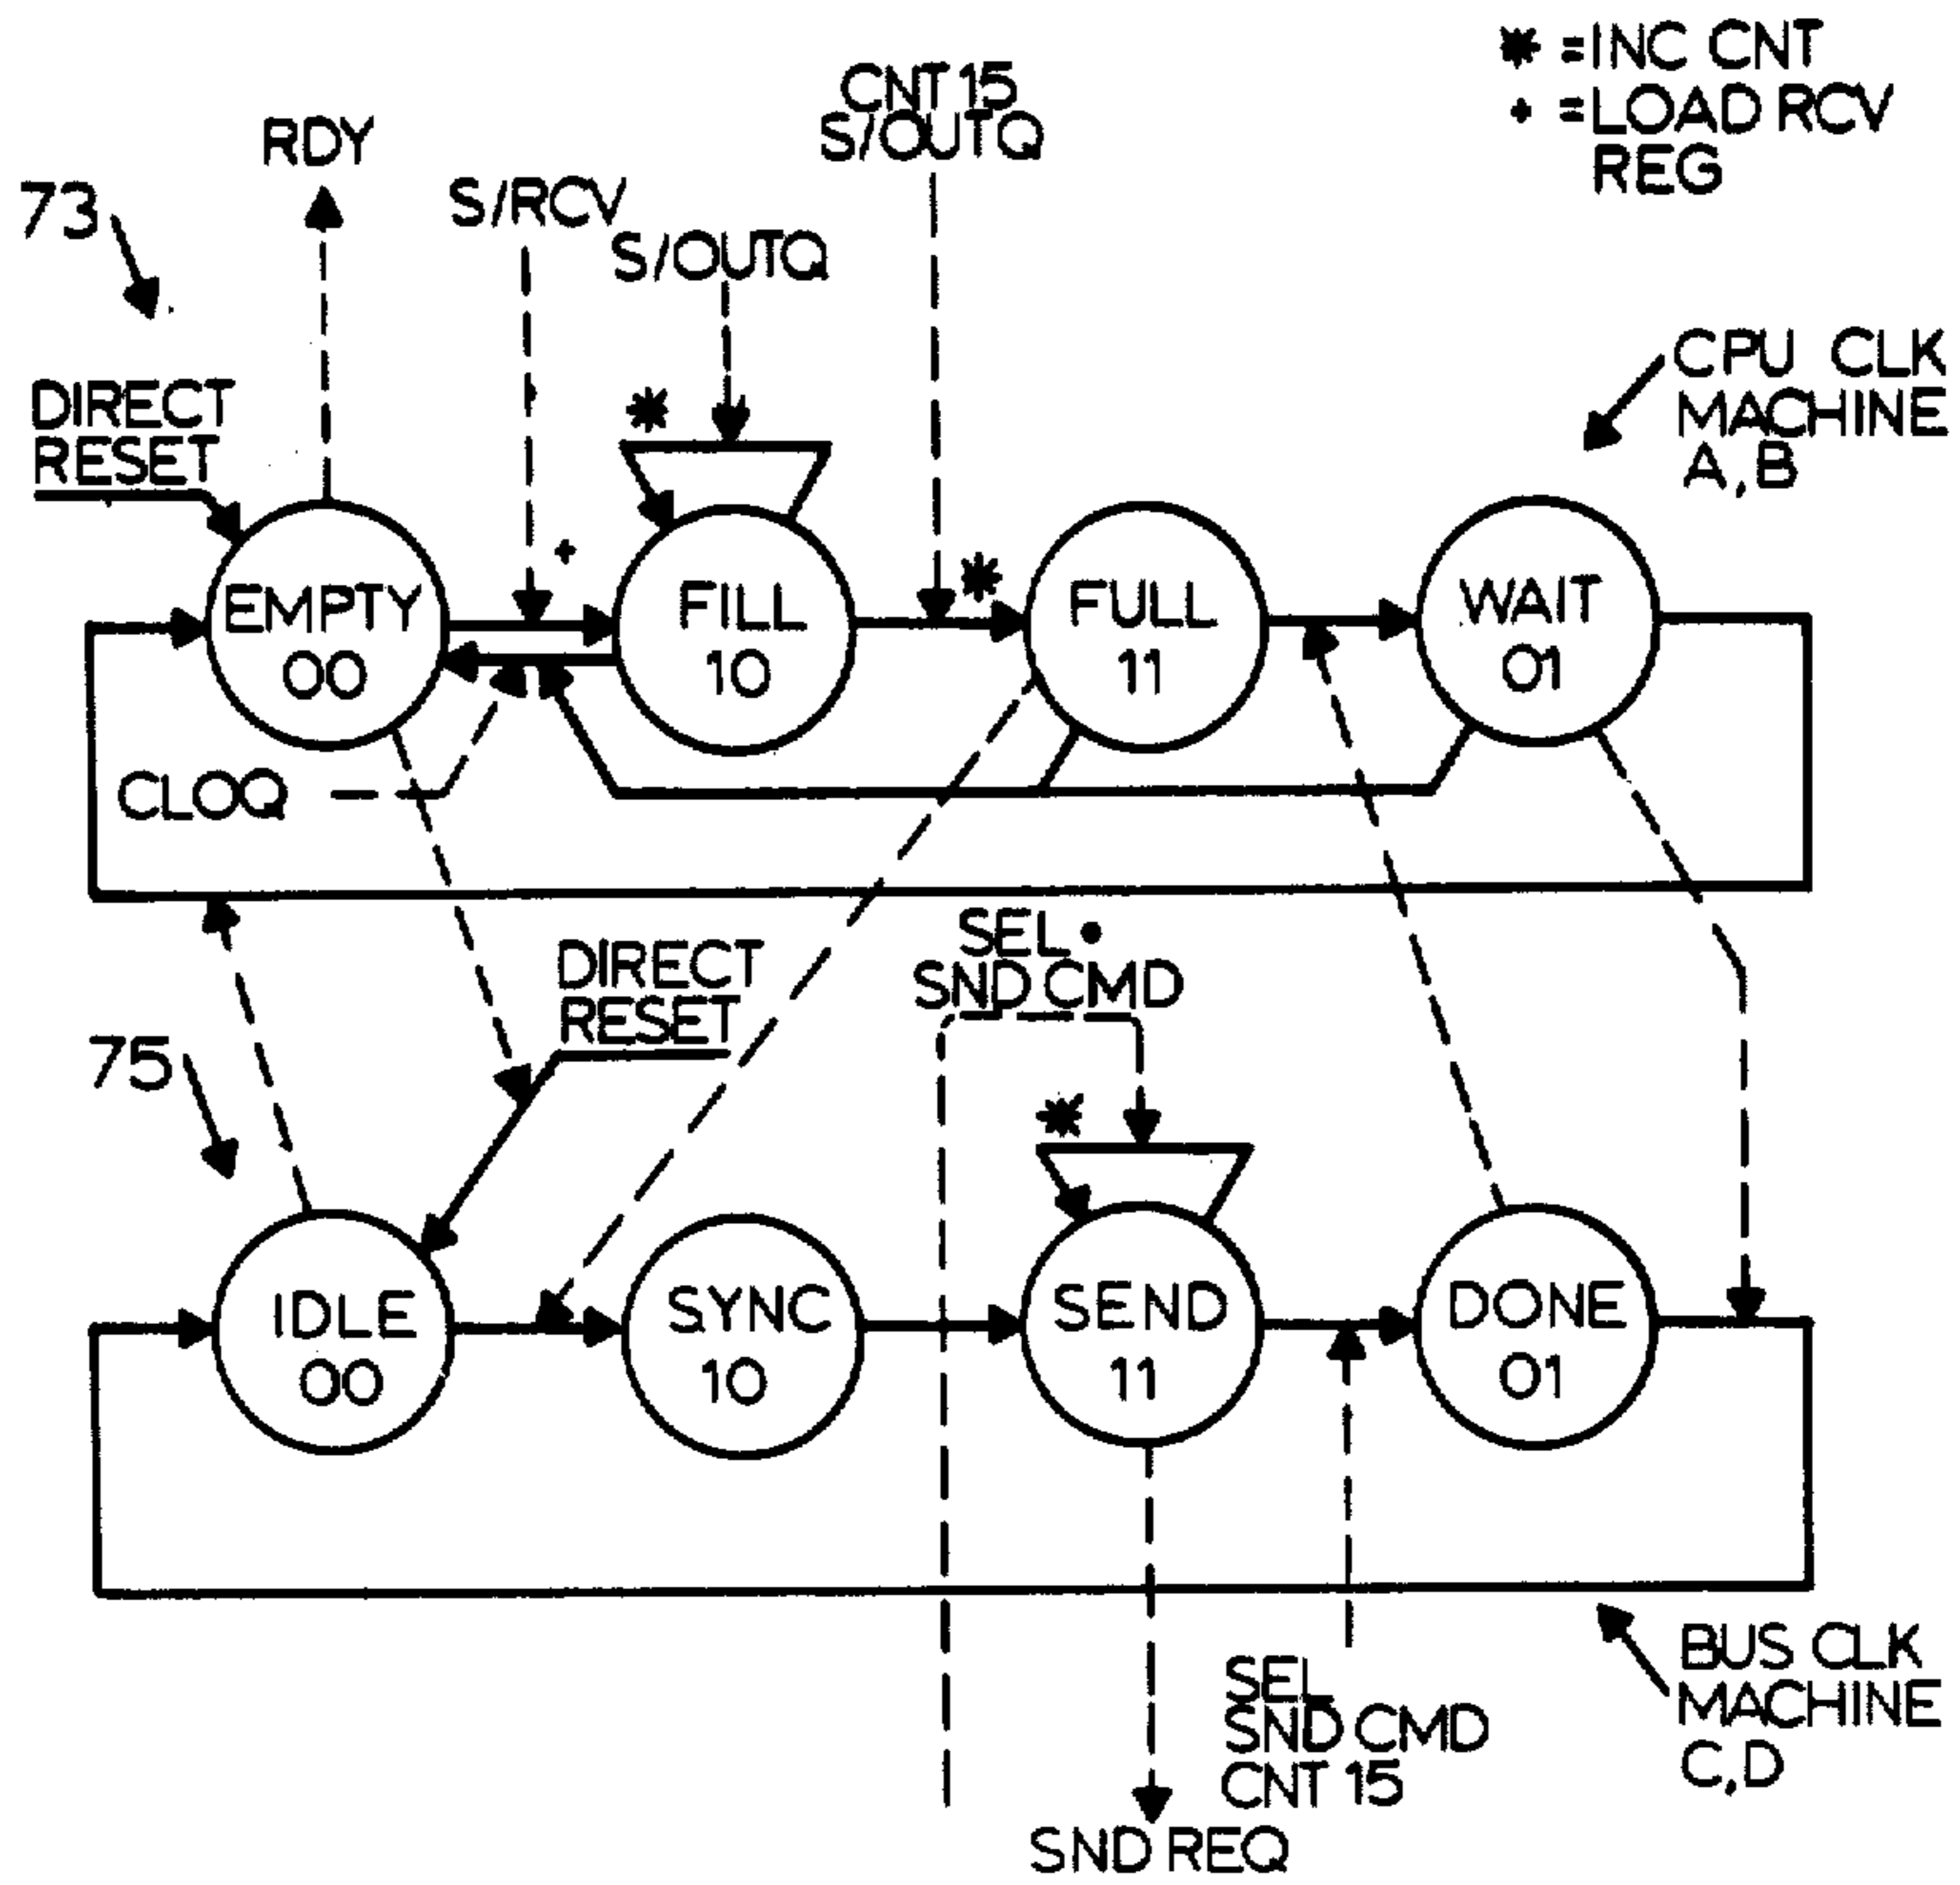 * =INC CNT
+ =LOAD RCV
REG
CNT 15
S/OUTQ
RDY
S/RCV
S/OUTQ
73
DIRECT
RESET
*
CPU CLK
MACHINE
A,B
+
*
EMPTY
00
FILL
10
FULL
11
WAIT
01
CLOQ
SEL •
SND CMD
DIRECT
RESET
75
*
IDLE
00
SYNC
10
SEND
11
DONE
01
SEL
SND CMD
CNT 15
BUS CLK
MACHINE
C,D
SND REQ